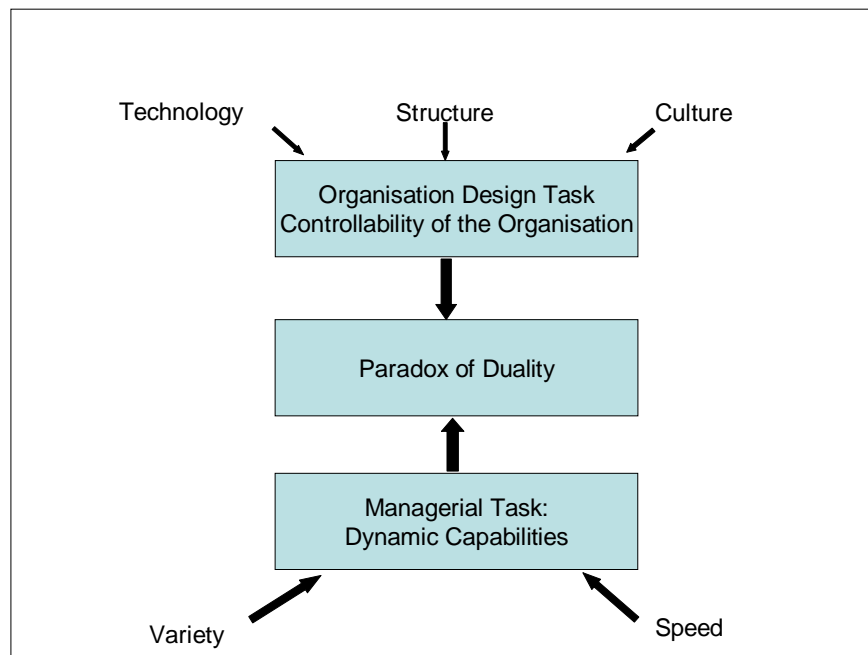 Technology
Structure
Culture
Organisation Design Task
Controllability of the Organisation
Paradox of Duality
Managerial Task:
Dynamic Capabilities
Variety
Speed